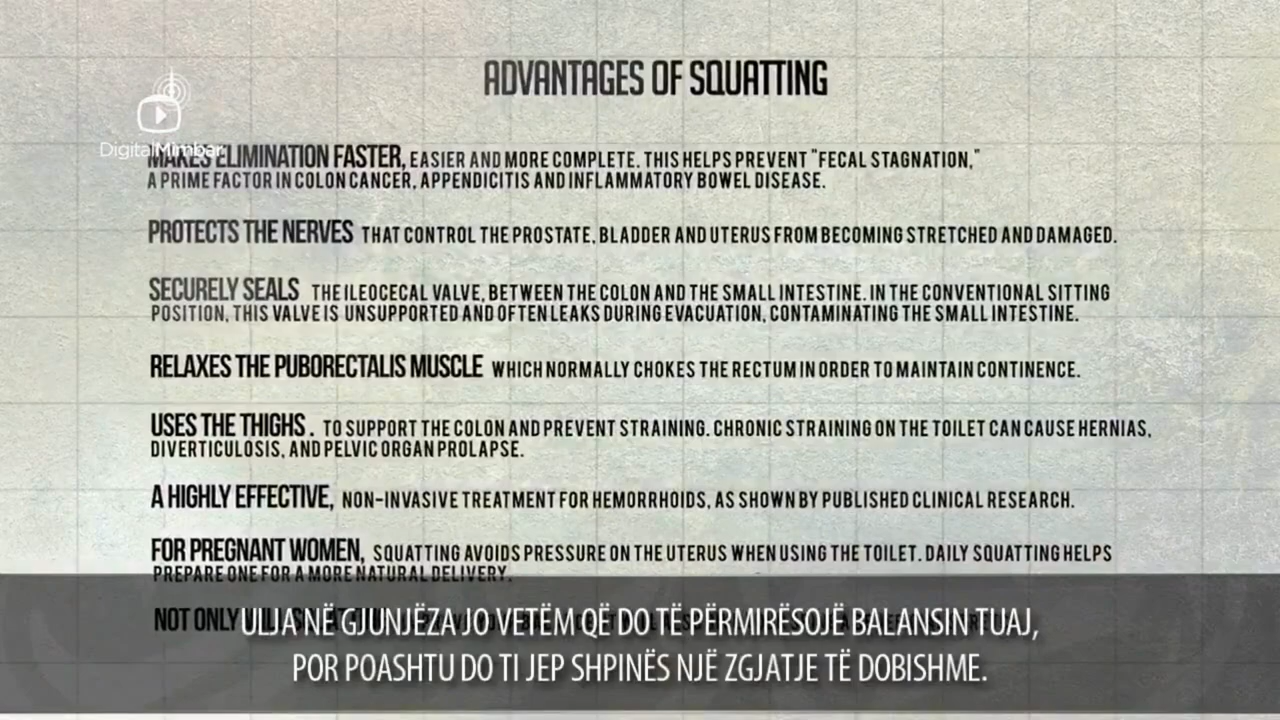 ADVANTAGES OF SQUATTING
DigitalMimbar
MAKES ELIMINATION FASTER, EASIER AND MORE COMPLETE. THIS HELPS PREVENT "FECAL STAGNATION,"
A PRIME FACTOR IN COLON CANCER, APPENDICITIS AND INFLAMMATORY BOWEL DISEASE.
PROTECTS THE NERVES THAT CONTROL THE PROSTATE, BLADDER AND UTERUS FROM BECOMING STRETCHED AND DAMAGED.
SECURELY SEALS THE ILEOCECAL VALVE, BETWEEN THE COLON AND THE SMALL INTESTINE. IN THE CONVENTIONAL SITTING
POSITION, THIS VALVE IS UNSUPPORTED AND OFTEN LEAKS DURING EVACUATION, CONTAMINATING THE SMALL INTESTINE.
RELAXES THE PUBORECTALIS MUSCLE WHICH NORMALLY CHOKES THE RECTUM IN ORDER TO MAINTAIN CONTINENCE.
USES THE THIGHS. TO SUPPORT THE COLON AND PREVENT STRAINING. CHRONIC STRAINING ON THE TOILET CAN CAUSE HERNIAS,
DIVERTICULOSIS, AND PELVIC ORGAN PROLAPSE.
A HIGHLY EFFECTIVE, NON-INVASIVE TREATMENT FOR HEMORRHOIDS, AS SHOWN BY PUBLISHED CLINICAL RESEARCH.
FOR PREGNANT WOMEN, SQUATTING AVOIDS PRESSURE ON THE UTERUS WHEN USING THE TOILET. DAILY SQUATTING HELPS
PREPARE ONE FOR A MORE NATURAL DELIVERY.
NOT ONLY
ULJA NË GJUNJËZA JO VETËM QË DO TË PËRMIRËSOJË BALANSIN TUAJ,
POR POASHTU DO TI JEP SHPINËS NJË ZGJATJE TË DOBISHME.